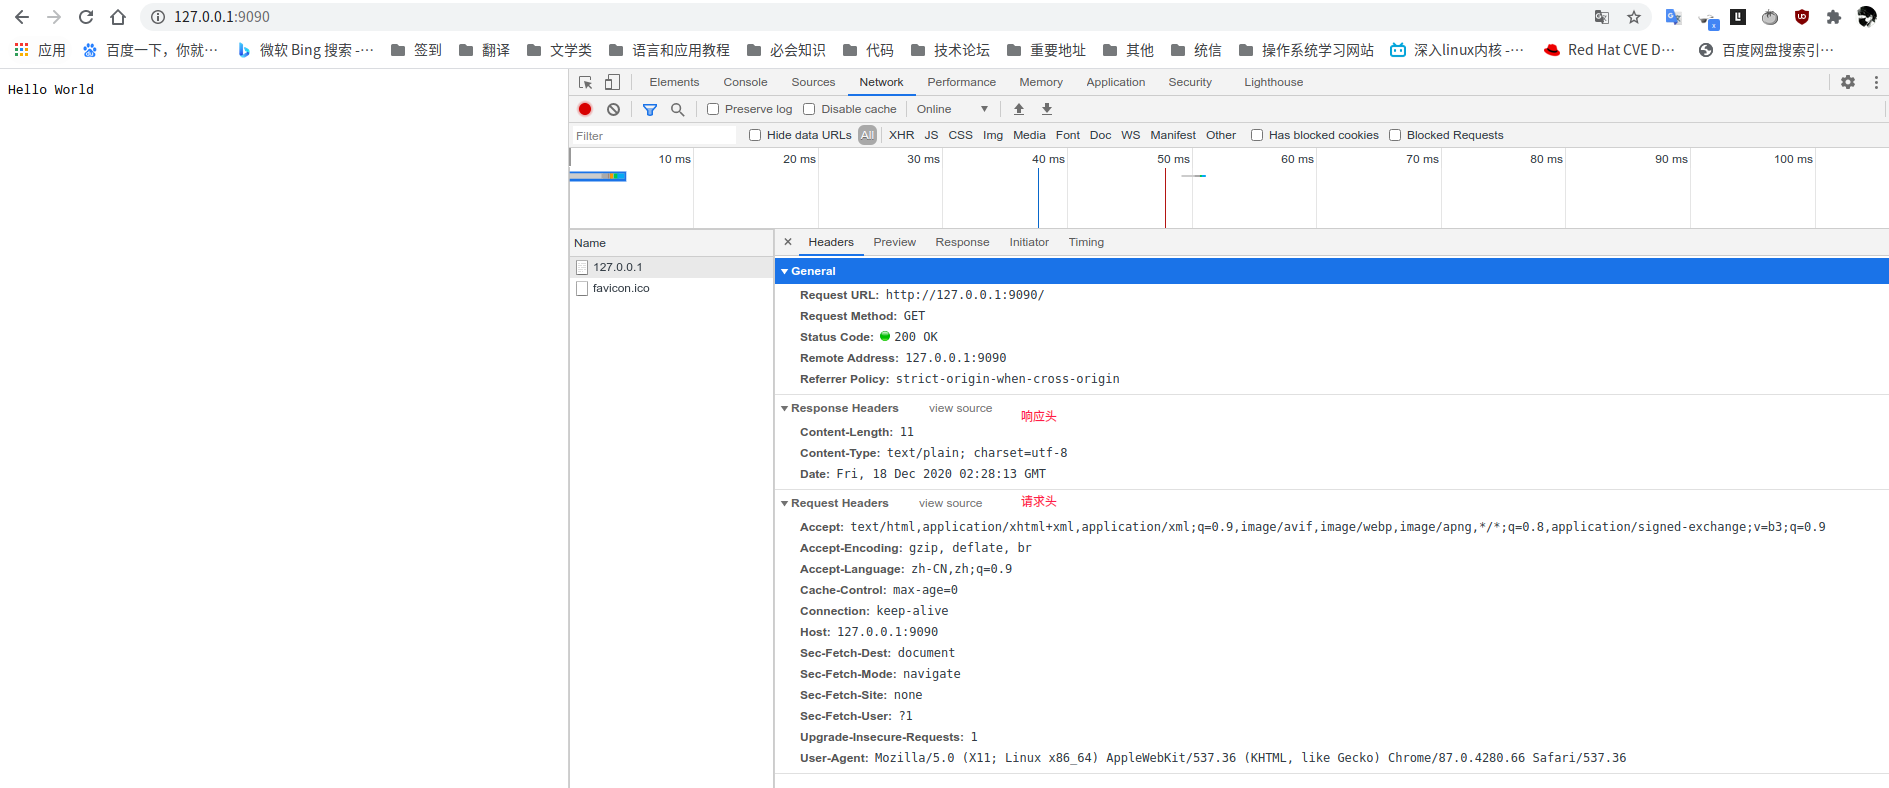 127.0.0.1:9090
应用 百度一下，你就··· 微软 Bing 搜索 -··· 签到 翻译 文学类 语言和应用教程 必会知识 代码 技术论坛 重要地址 其他 统信 操作系统学习网站 深入linux内核 -··· Red Hat CVE D··· 百度网盘搜索引···
Hello World
Elements Console Sources Network Performance Memory Application Security Lighthouse
Preserve log Disable cache Online
Filter Hide data URLs All XHR JS CSS Img Media Font Doc WS Manifest Other Has blocked cookies Blocked Requests
10 ms 20 ms 30 ms 40 ms 50 ms 60 ms 70 ms 80 ms 90 ms 100 ms
Name
127.0.0.1
favicon.ico
× Headers Preview Response Initiator Timing
General
Request URL: http://127.0.0.1:9090/
Request Method: GET
Status Code: 200 OK
Remote Address: 127.0.0.1:9090
Referrer Policy: strict-origin-when-cross-origin
Response Headers view source 响应头
Content-Length: 11
Content-Type: text/plain; charset=utf-8
Date: Fri, 18 Dec 2020 02:28:13 GMT
Request Headers view source 请求头
Accept: text/html,application/xhtml+xml,application/xml;q=0.9,image/avif,image/webp,image/apng,*/*;q=0.8,application/signed-exchange;v=b3;q=0.9
Accept-Encoding: gzip, deflate, br
Accept-Language: zh-CN,zh;q=0.9
Cache-Control: max-age=0
Connection: keep-alive
Host: 127.0.0.1:9090
Sec-Fetch-Dest: document
Sec-Fetch-Mode: navigate
Sec-Fetch-Site: none
Sec-Fetch-User: ?1
Upgrade-Insecure-Requests: 1
User-Agent: Mozilla/5.0 (X11; Linux x86_64) AppleWebKit/537.36 (KHTML, like Gecko) Chrome/87.0.4280.66 Safari/537.36